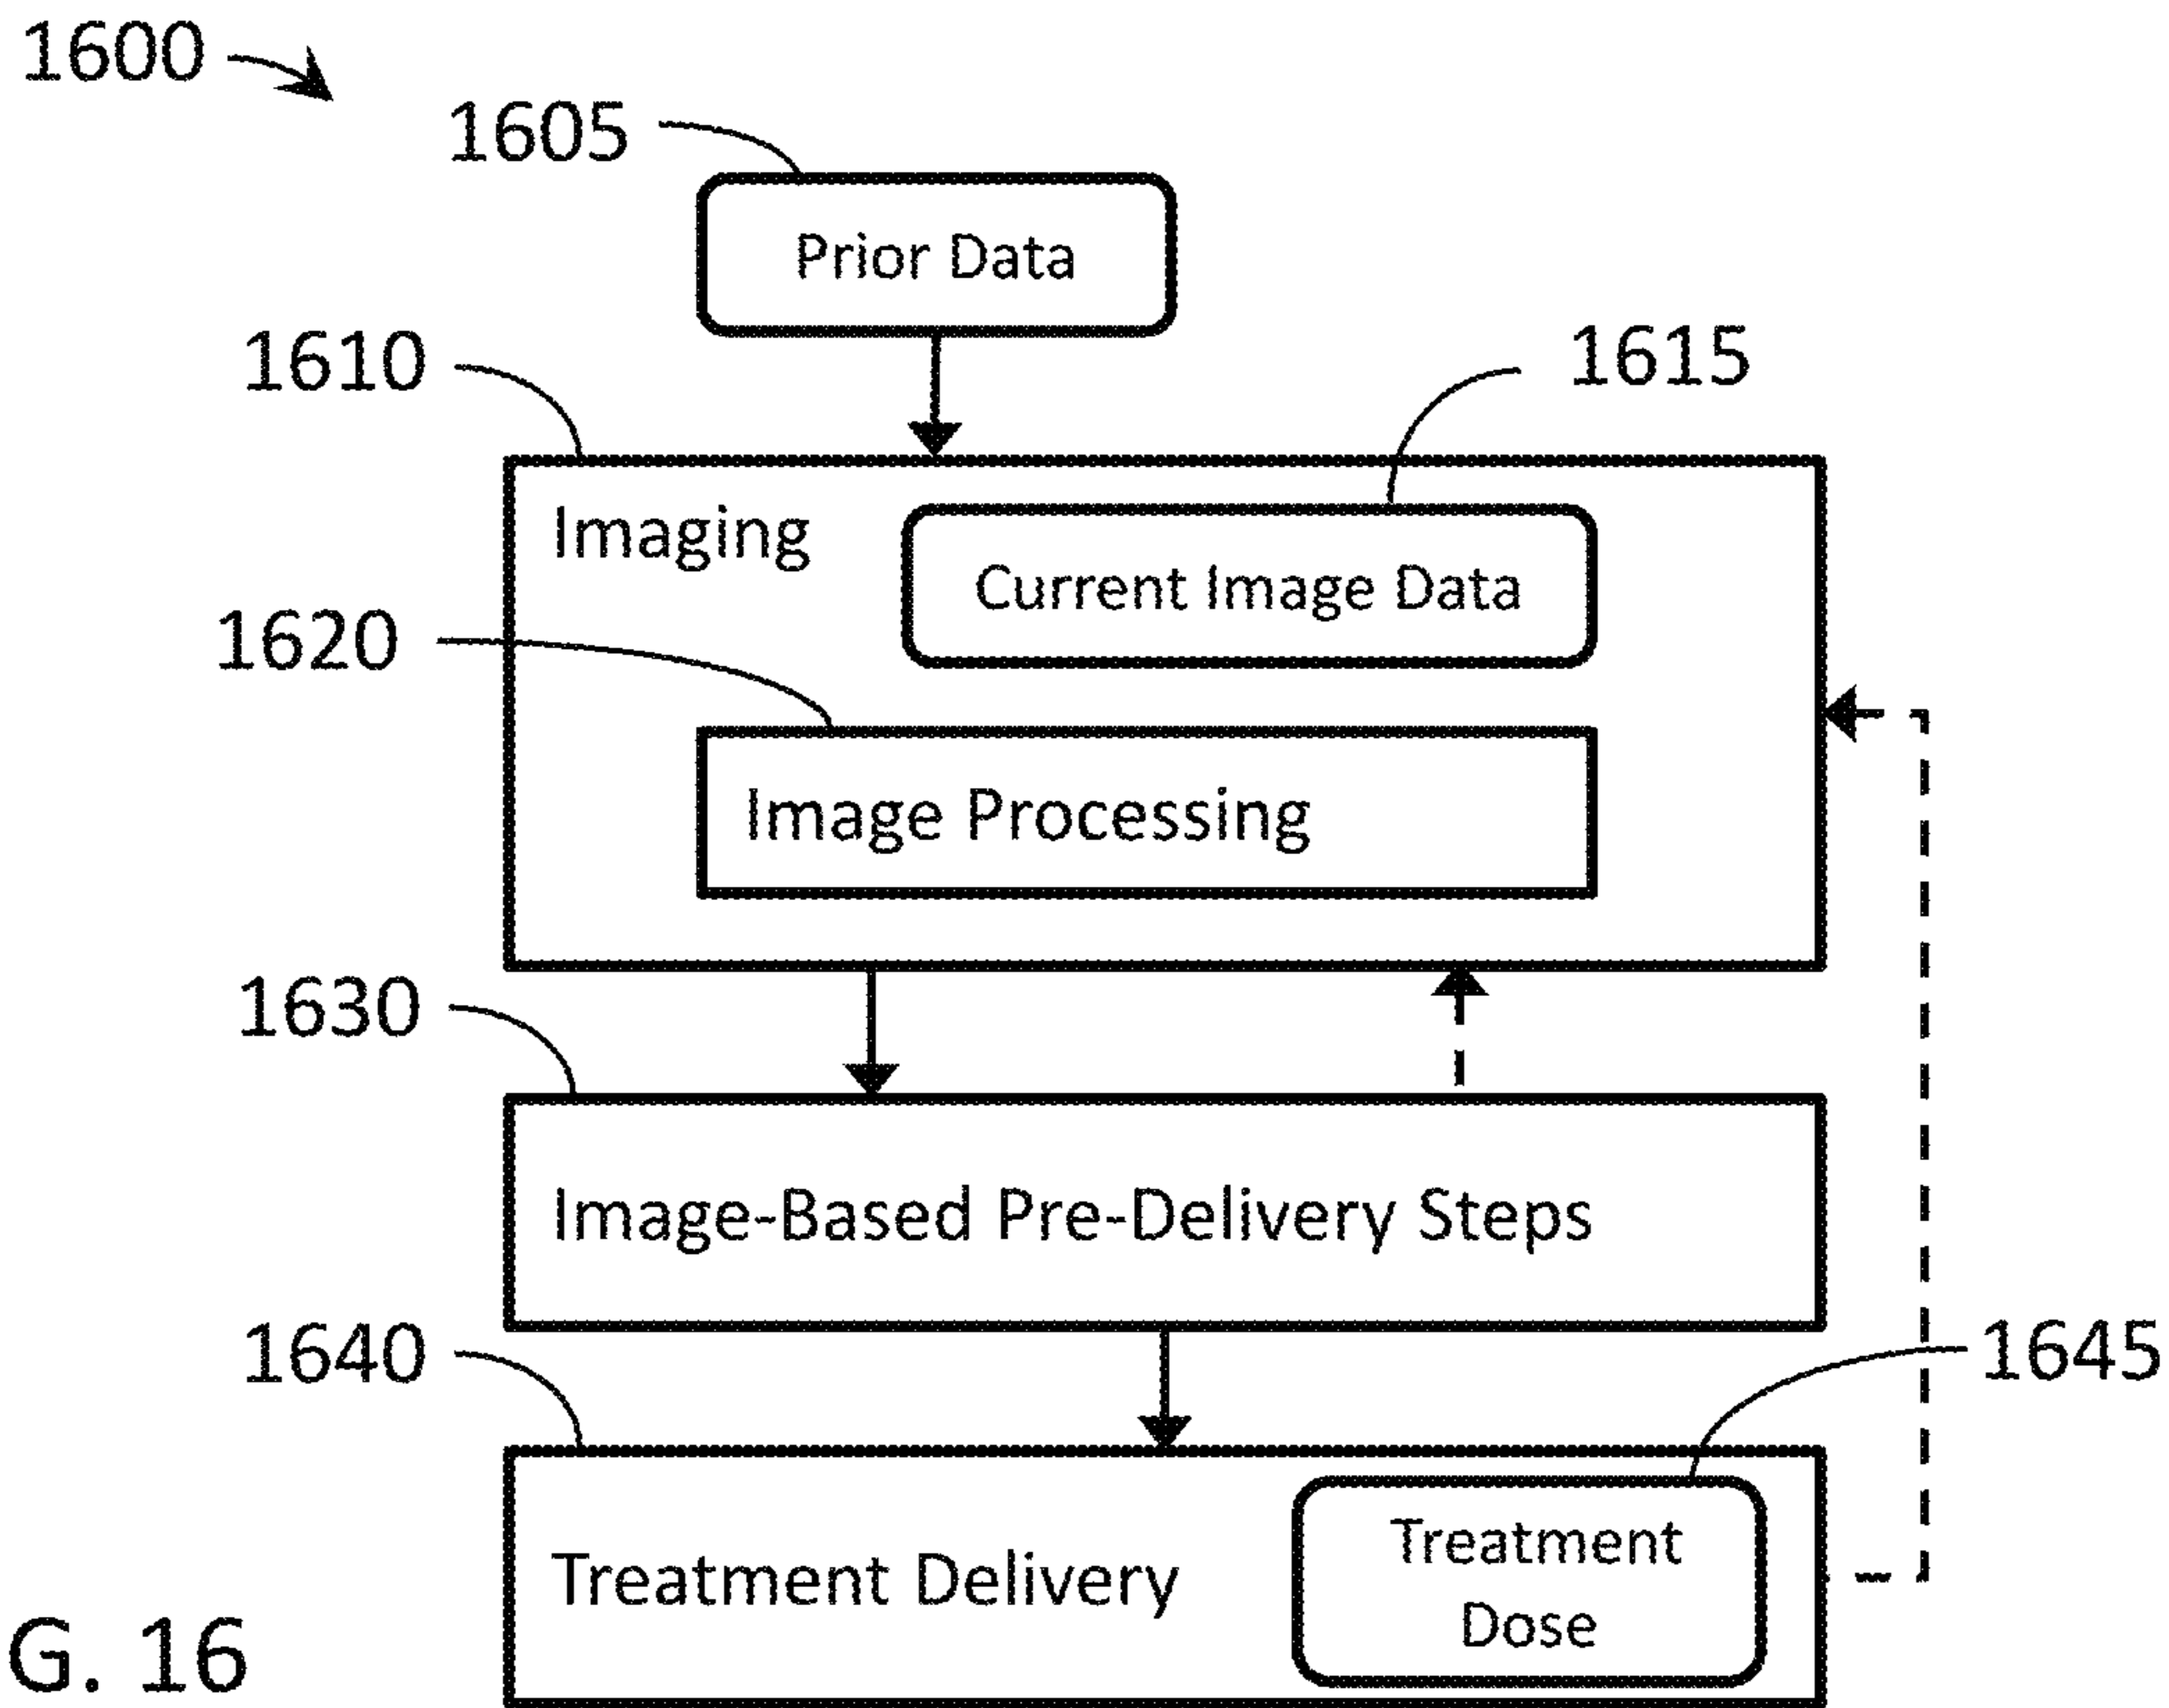 1600
1605
Prior Data
1610
1615
Imaging
Current Image Data
1620
Image Processing
1630
Image-Based Pre-Delivery Steps
1640
1645
Treatment Delivery
Treatment
Dose
G. 16